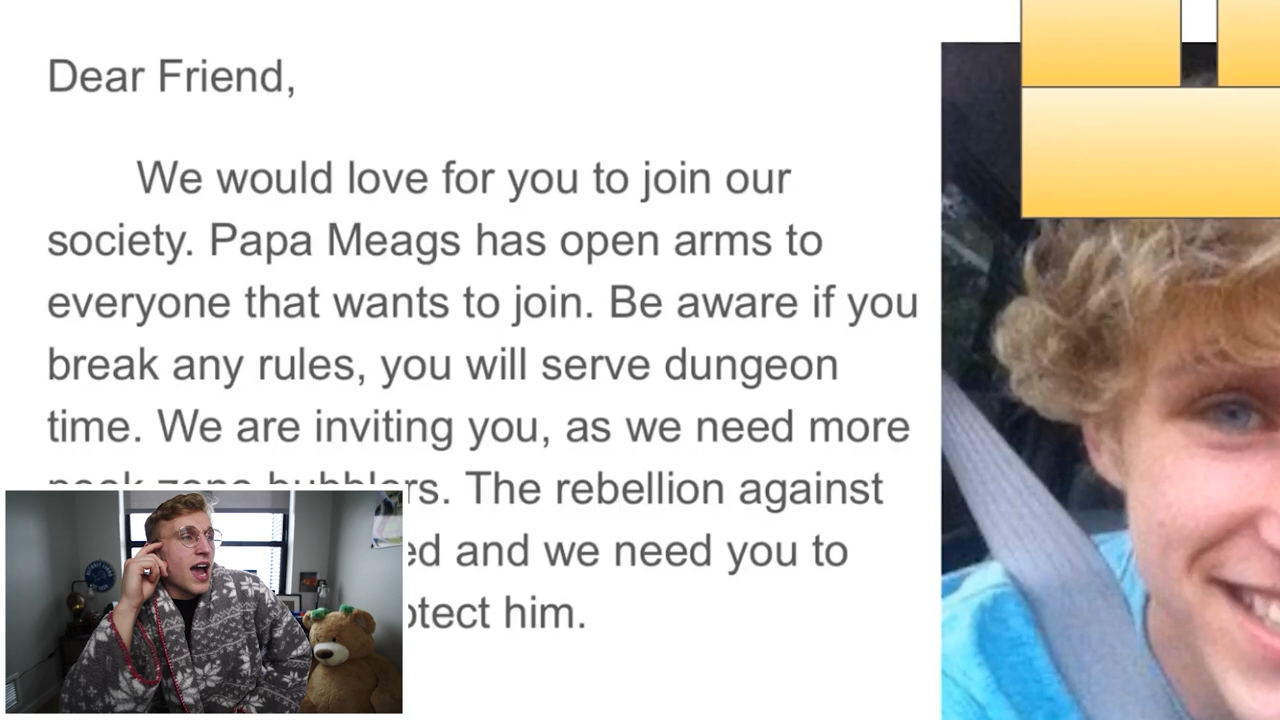 Dear Friend,
We would love for you to join our
society. Papa Meags has open arms to
everyone that wants to join. Be aware if you
break any rules, you will serve dungeon
time. We are inviting you, as we need more
rs. The rebellion against
ed and we need you to
otect him.